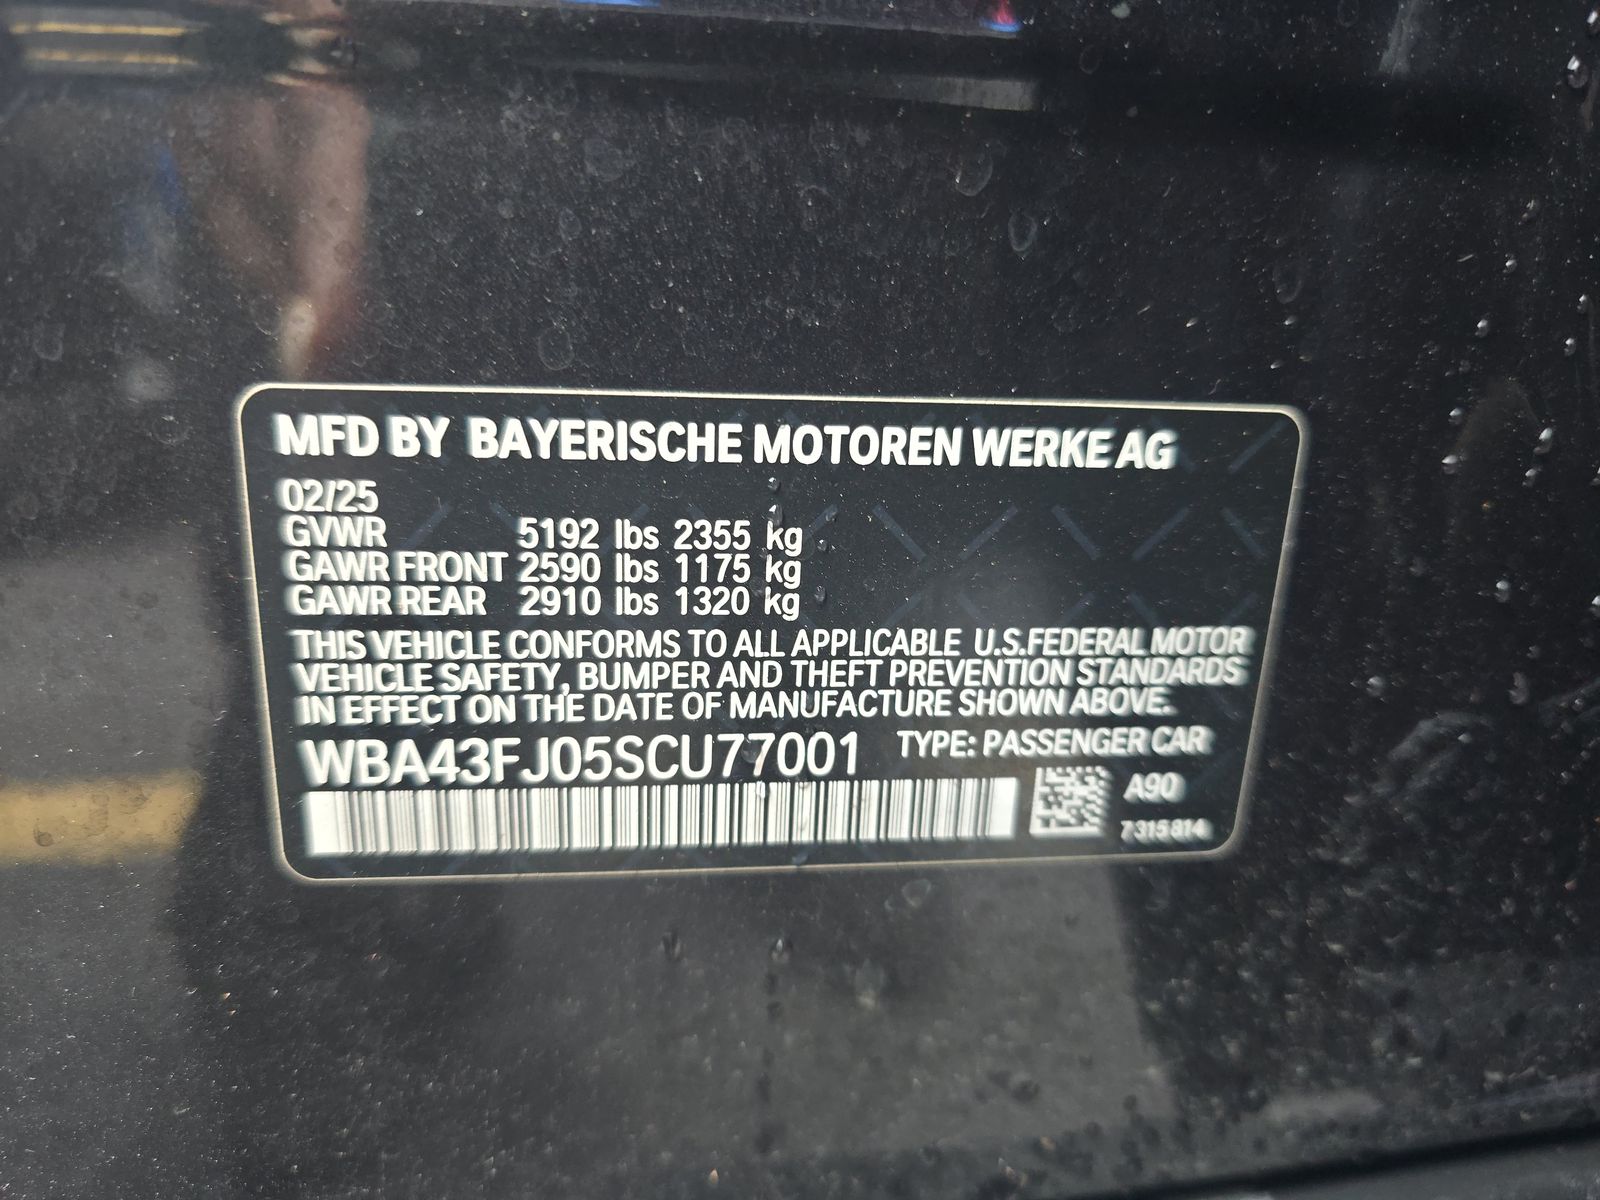 MFD BY BAYERISCHE MOTOREN WERKE AG
02/25
GVWR 5192 lbs 2355 kg
GAWR FRONT 2590 lbs 1175 kg
GAWR REAR 2910 lbs 1320 kg
THIS VEHICLE CONFORMS TO ALL APPLICABLE U.S.FEDERAL MOTOR
VEHICLE SAFETY, BUMPER AND THEFT PREVENTION STANDARDS
IN EFFECT ON THE DATE OF MANUFACTURE SHOWN ABOVE.
WBA43FJ05SCU77001 TYPE: PASSENGER CAR
A90
7315814